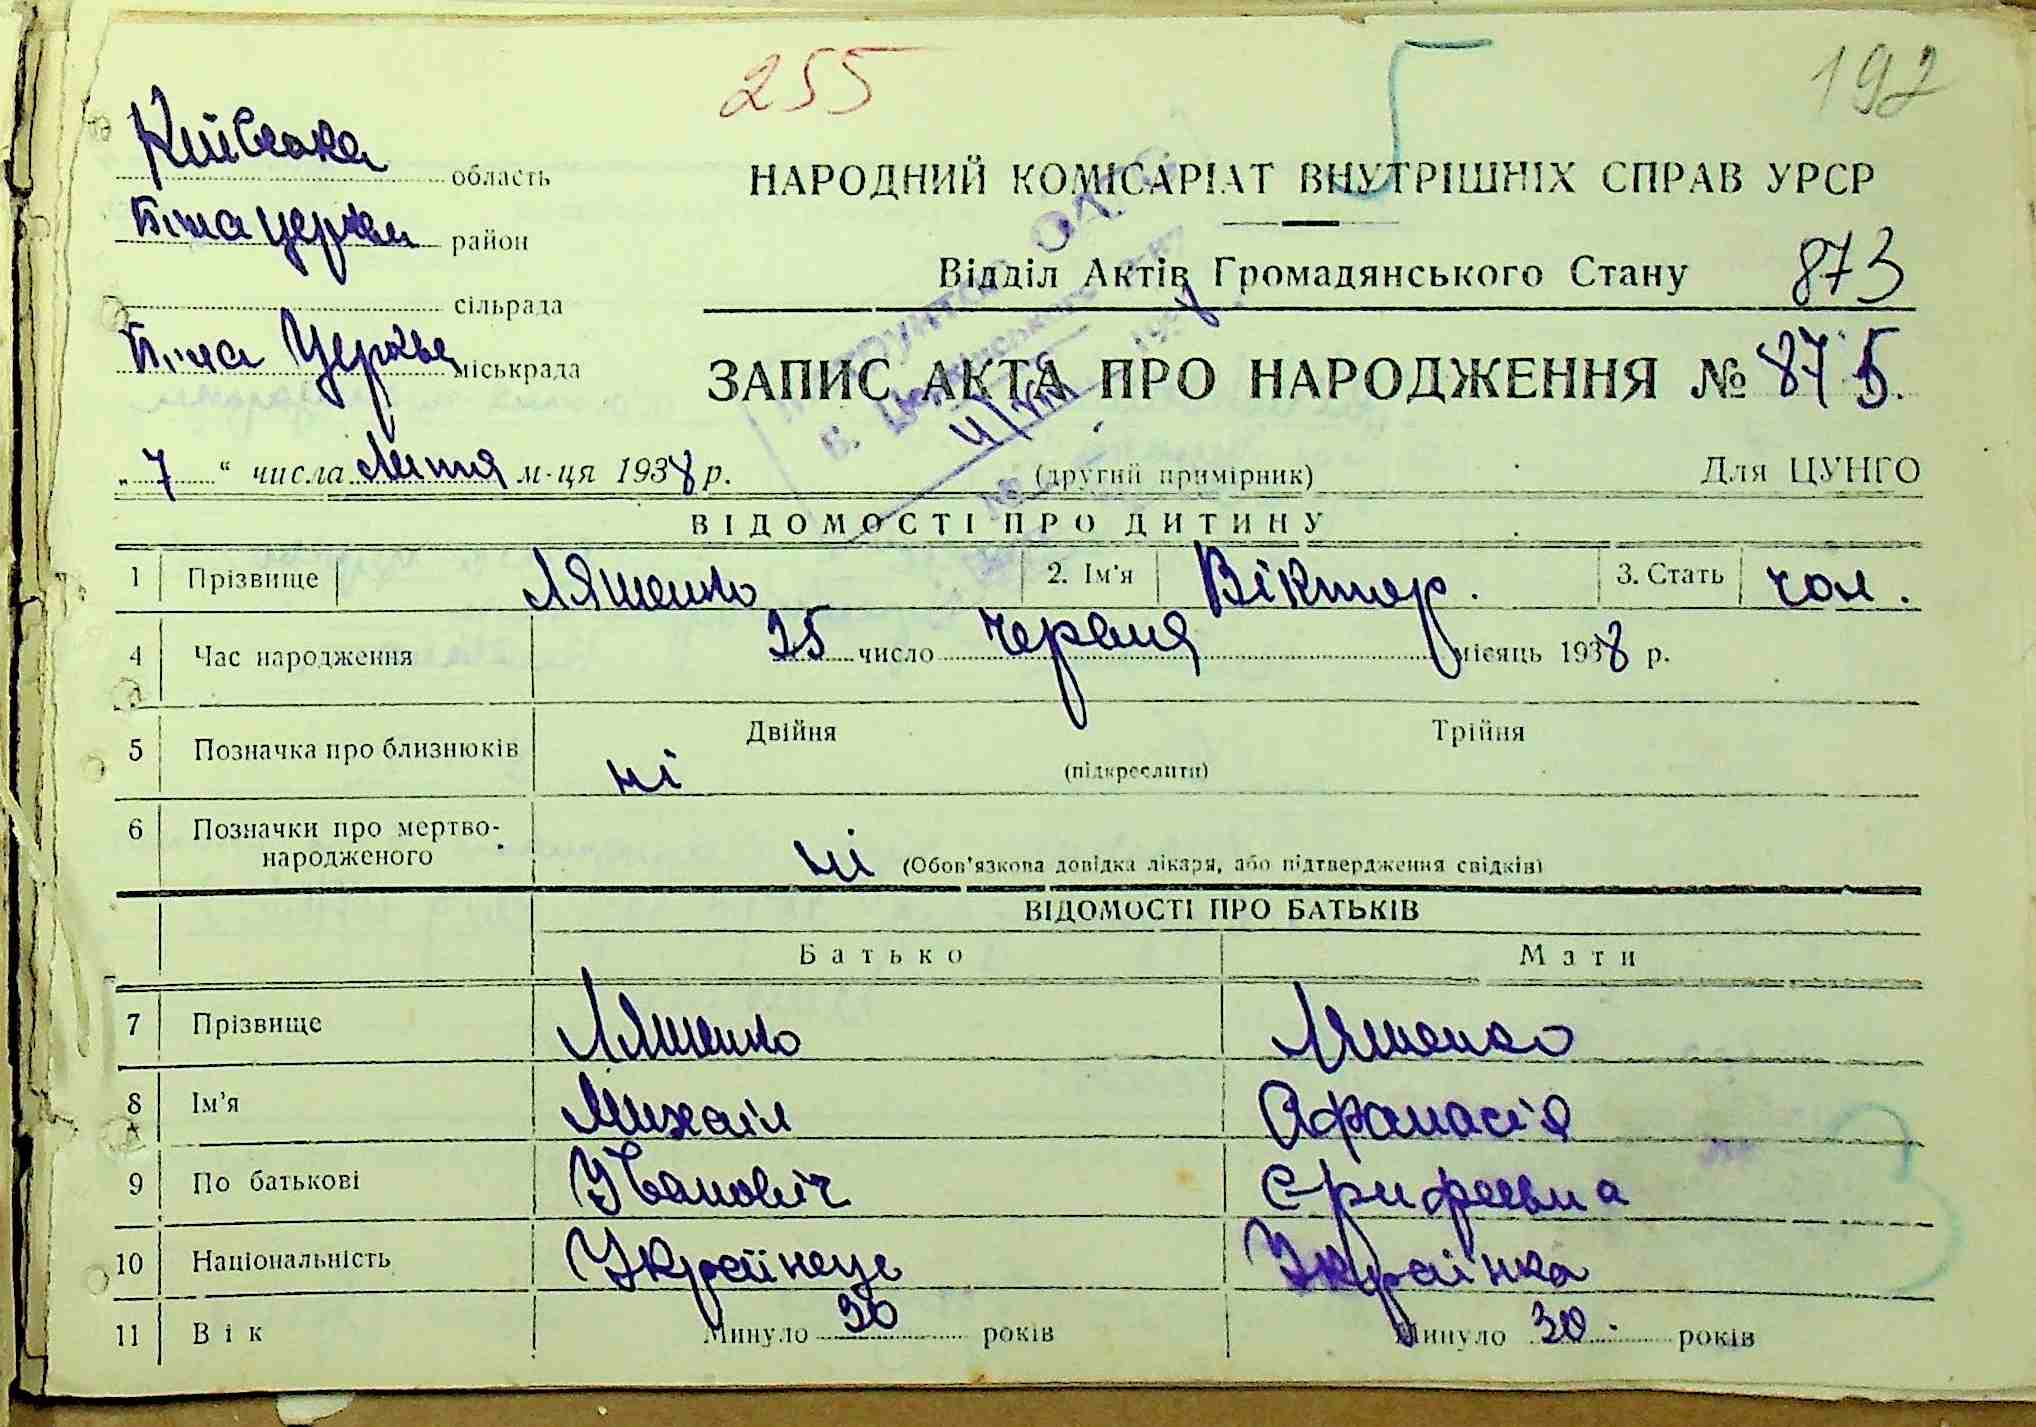 255
192
Київська область
НАРОДНИЙ КОМІСАРІАТ ВНУТРІШНІХ СПРАВ УРСР
Біла церкви район
Відділ Актів Громадянського Стану 873
сільрада
Біла Церква міськрада
ЗАПИС АКТА ПРО НАРОДЖЕННЯ № 875.
„7“ числа Липня м-ця 1938 р. (другий примірник) Для ЦУНГО
ВІДОМОСТІ ПРО ДИТИНУ
1 Прізвище Ляшенко 2. Ім'я Віктор. 3. Стать чол.
4 Час народження 25 число Червня місяць 1938 р.
5 Позначка про близнюків ні Двійня (підкреслити) Трійня
6 Позначки про мертво-
народженого ні (Обов'язкова довідка лікаря, або підтвердження свідків)
ВІДОМОСТІ ПРО БАТЬКІВ
Батько Мати
7 Прізвище Ляшенко Ляшенко
8 Ім'я Михаіл Афанасія
9 По батькові Іванович
10 Національність Українець Українка
11 Вік Минуло 30 років Минуло 30. років